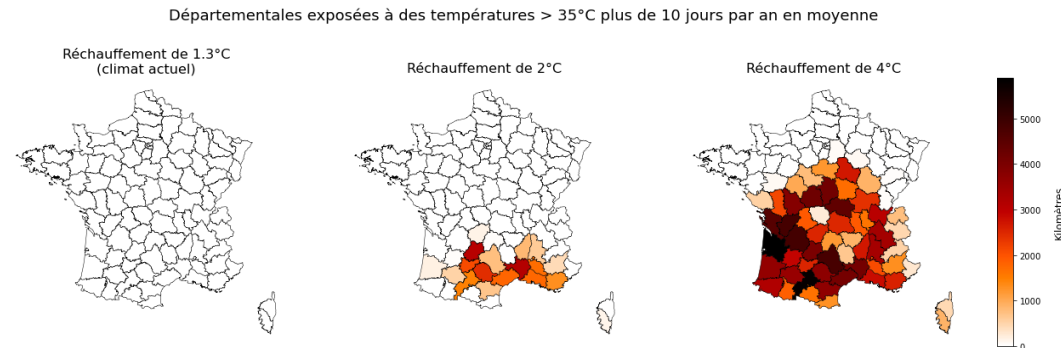 Départementales exposées à des températures > 35°C plus de 10 jours par an en moyenne
Réchauffement de 1.3°C
(climat actuel)
Réchauffement de 2°C
Réchauffement de 4°C
5000
4000
3000
2000
1000
0
Kilomètres